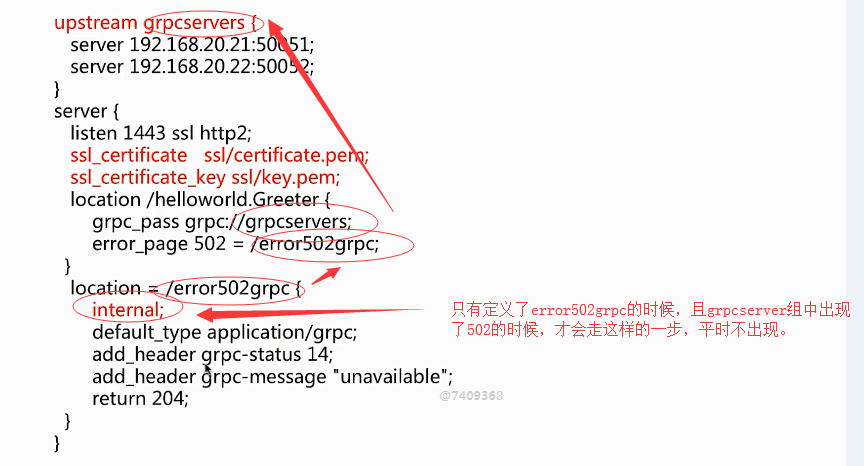 upstream grpcservers {
server 192.168.20.21:50051;
server 192.168.20.22:50052;
}
server {
listen 1443 ssl http2;
ssl_certificate ssl/certificate.pem;
ssl_certificate_key ssl/key.pem;
location /helloworld.Greeter {
grpc_pass grpc://grpcservers;
error_page 502 = /error502grpc;
}
location = /error502grpc {
internal;
只有定义了error502grpc的时候，且grpcserver组中出现
了502的时候，才会走这样的一步，平时不出现。
default_type application/grpc;
add_header grpc-status 14;
add_header grpc-message "unavailable";
return 204;
@7409368
}
}